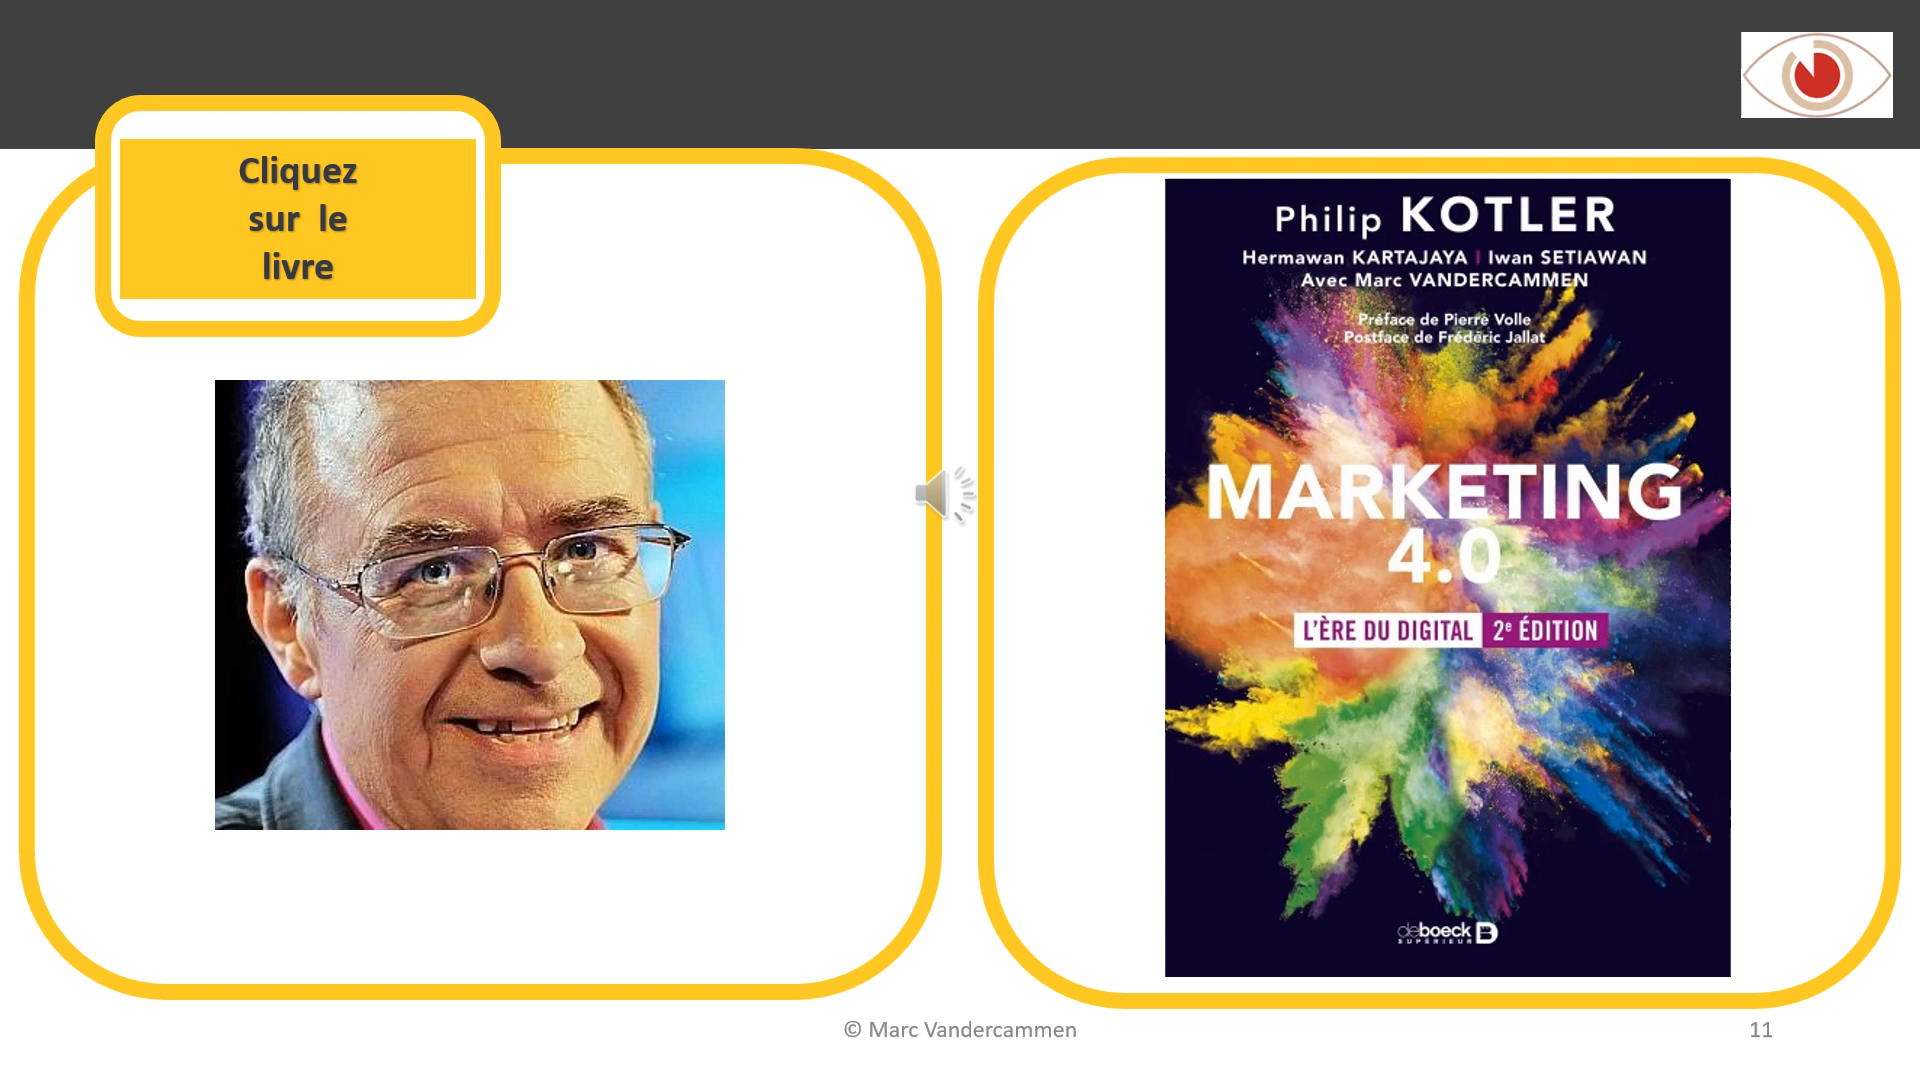 Cliquez
sur le
livre
Philip KOTLER
Hermawan KARTAJAYA | Iwan SETIAWAN
Avec Marc VANDERCAMMEN
Préface de Pierre Volle
Postface de Frédéric Jallat
MARKETING
4.0
L'ÈRE DU DIGITAL 2e ÉDITION
deboeck B
SUPÉRIEUR
© Marc Vandercammen
11